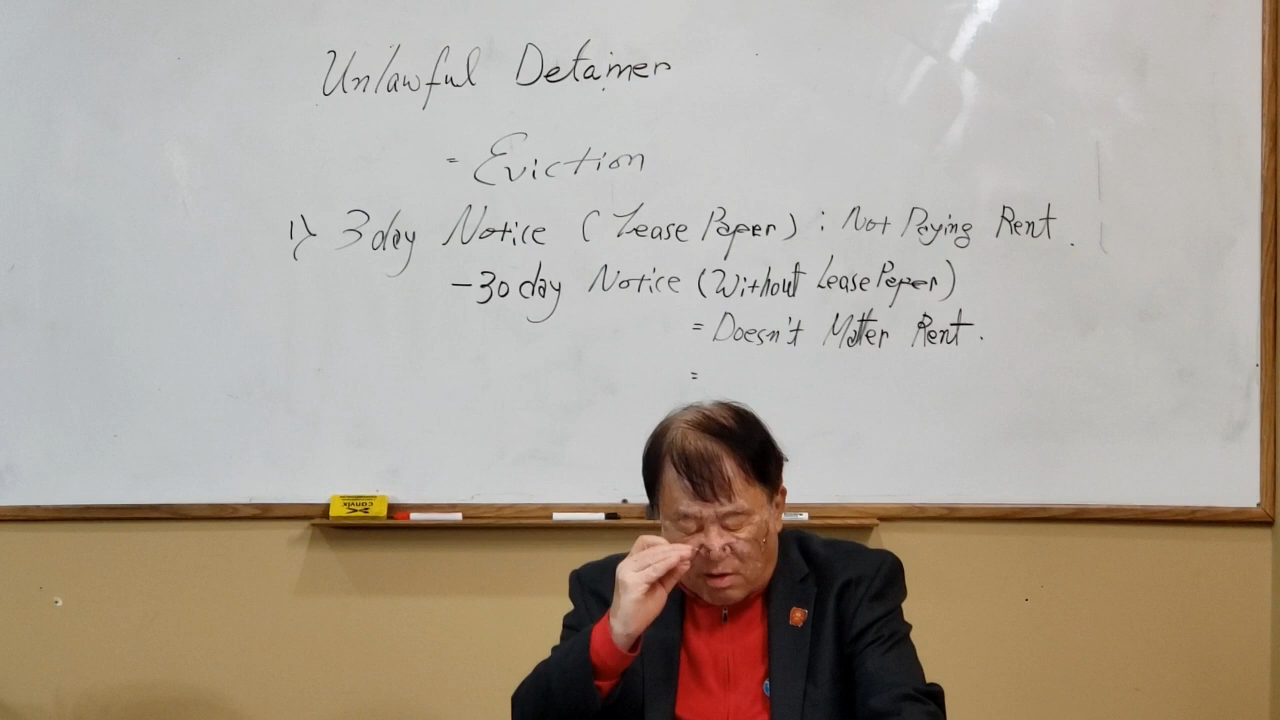 Unlawful Detainer
= Eviction
1) 3 day Notice (Lease Paper) : Not Paying Rent.
- 30 day Notice (Without Lease Paper)
= Doesn't Matter Rent.
=
convix